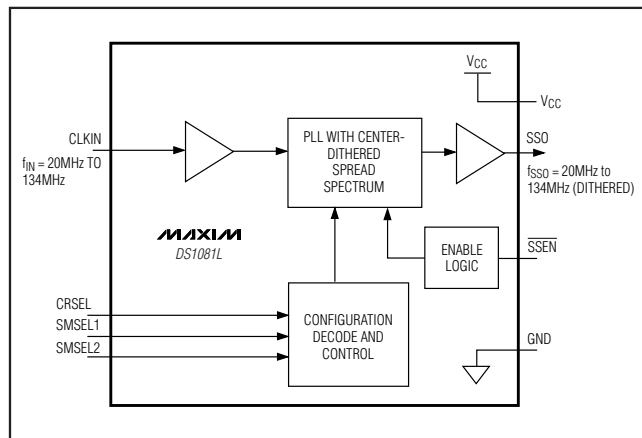 VCC
VCC
CLKIN
fIN = 20MHz TO
134MHz
PLL WITH CENTER-
DITHERED
SPREAD
SPECTRUM
SSO
fSSO = 20MHz to
134MHz (DITHERED)
MAXIM
DS1081L
ENABLE
LOGIC
SSEN
CRSEL
SMSEL1
SMSEL2
CONFIGURATION
DECODE AND
CONTROL
GND